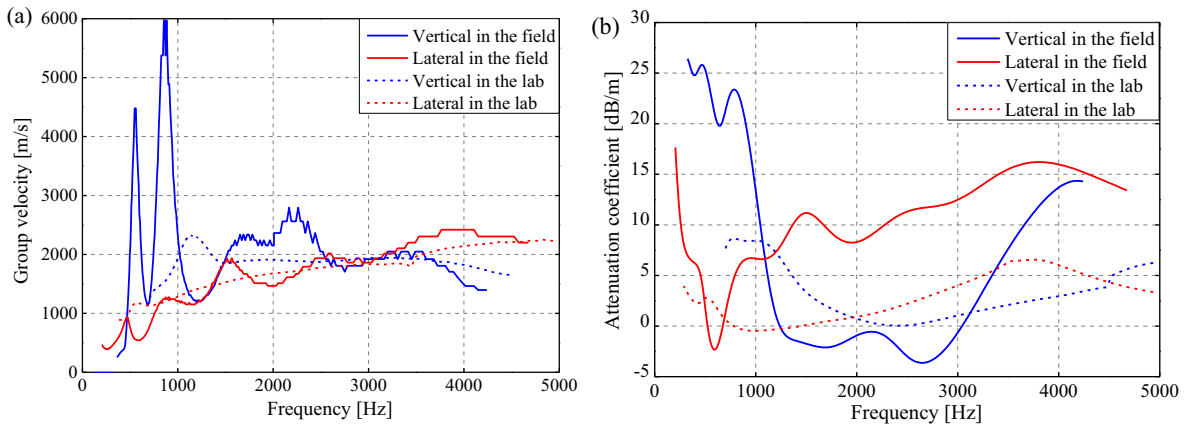 (a)
Group velocity [m/s]
6000
5000
4000
3000
2000
1000
0
Vertical in the field
Lateral in the field
Vertical in the lab
Lateral in the lab
0 1000 2000 3000 4000 5000
Frequency [Hz]
(b)
Attenuation coefficient [dB/m]
30
25
20
15
10
5
0
-5
Vertical in the field
Lateral in the field
Vertical in the lab
Lateral in the lab
0 1000 2000 3000 4000 5000
Frequency [Hz]